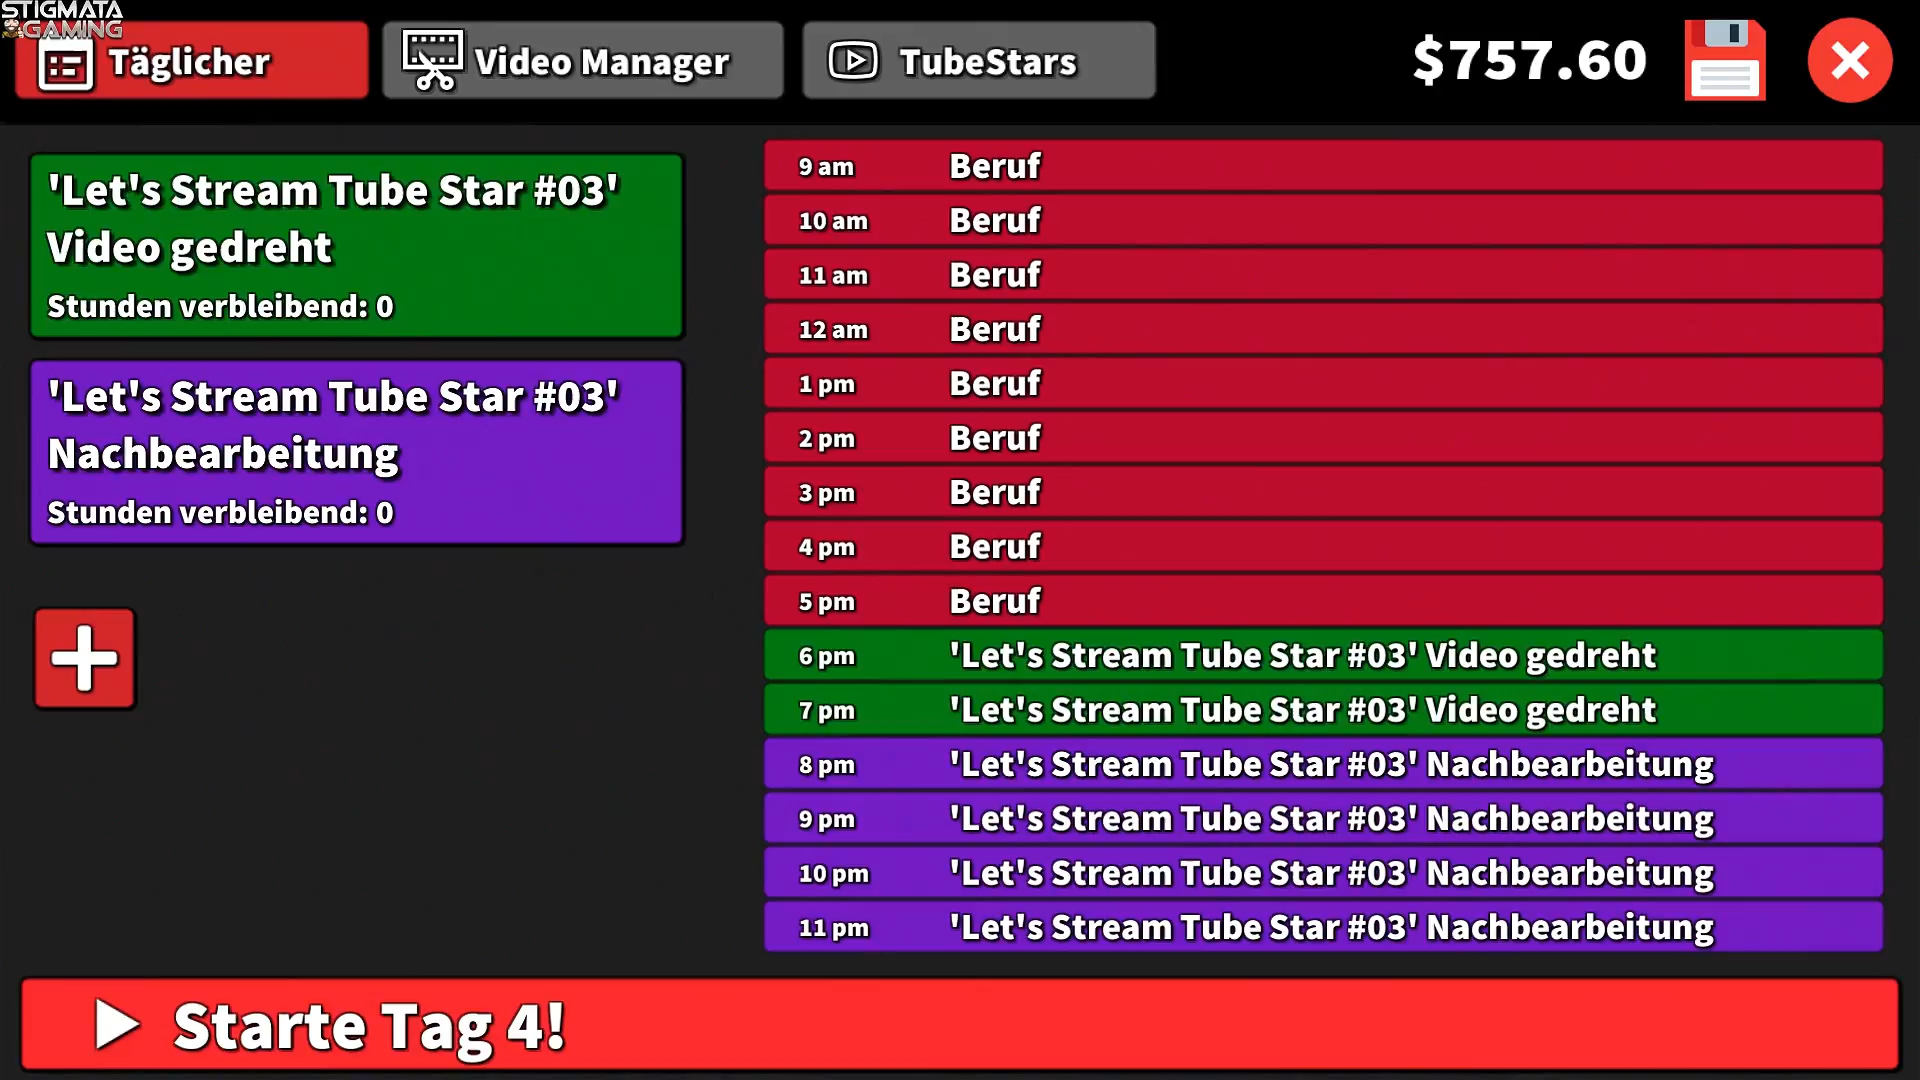 STIGMATA
GAMING
Täglicher
Video Manager
TubeStars
$757.60
'Let's Stream Tube Star #03'
Video gedreht
Stunden verbleibend: 0
'Let's Stream Tube Star #03'
Nachbearbeitung
Stunden verbleibend: 0
9 am Beruf
10 am Beruf
11 am Beruf
12 am Beruf
1 pm Beruf
2 pm Beruf
3 pm Beruf
4 pm Beruf
5 pm Beruf
6 pm 'Let's Stream Tube Star #03' Video gedreht
7 pm 'Let's Stream Tube Star #03' Video gedreht
8 pm 'Let's Stream Tube Star #03' Nachbearbeitung
9 pm 'Let's Stream Tube Star #03' Nachbearbeitung
10 pm 'Let's Stream Tube Star #03' Nachbearbeitung
11 pm 'Let's Stream Tube Star #03' Nachbearbeitung
Starte Tag 4!